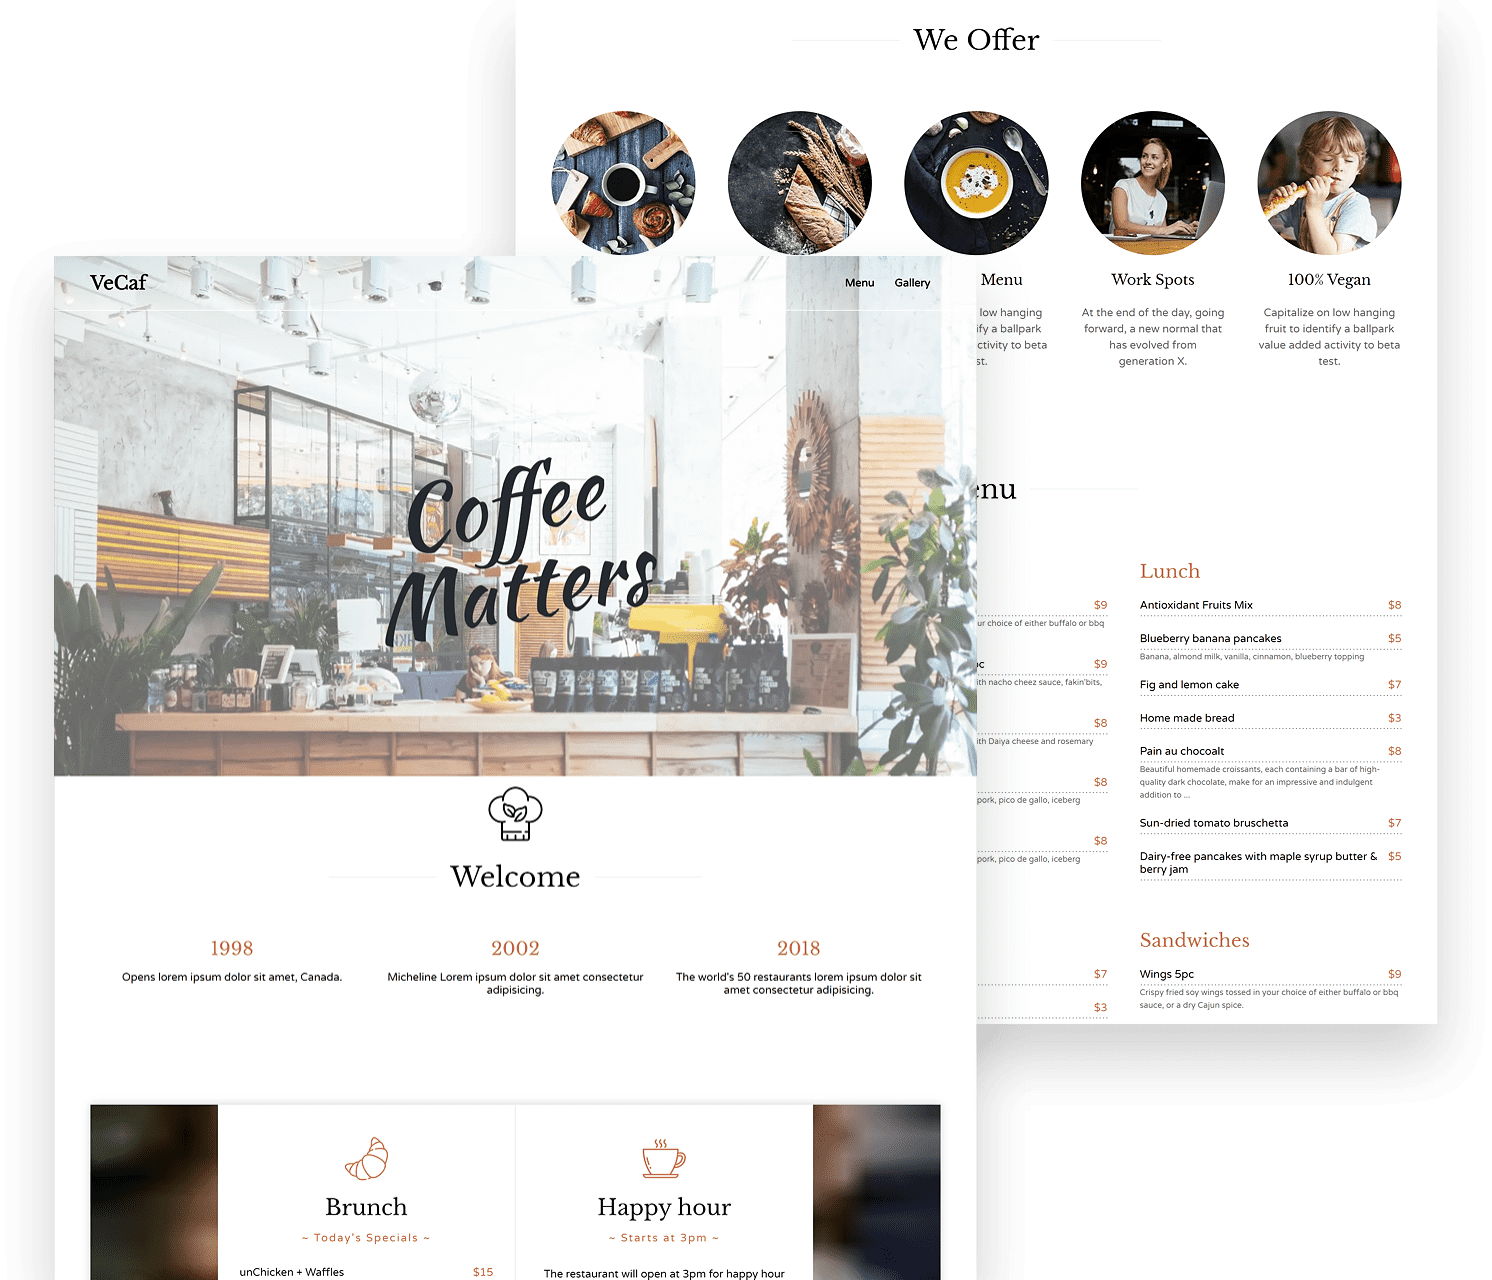 We Offer
Menu
Work Spots
100% Vegan
low hanging
a ballpark
activity to beta
At the end of the day, going
forward, a new normal that
has evolved from
generation X.
Capitalize on low hanging
fruit to identify a ballpark
value added activity to beta
test.
VeCaf
Menu
Gallery
Coffee
Matters
Welcome
1998
Opens lorem ipsum dolor sit amet, Canada.
2002
Micheline Lorem ipsum dolor sit amet consectetur
adipisicing.
2018
The world's 50 restaurants lorem ipsum dolor sit
amet consectetur adipisicing.
Brunch
~ Today's Specials ~
unChicken + Waffles $15
Happy hour
~ Starts at 3pm ~
The restaurant will open at 3pm for happy hour
$9
choice of either buffalo or bbq
$9
nacho cheez sauce, fakin'bits,
$8
with Daiya cheese and rosemary
$8
pork, pico de gallo, iceberg
$8
pork, pico de gallo, iceberg
$7
$3
Lunch
Antioxidant Fruits Mix $8
Blueberry banana pancakes $5
Banana, almond milk, vanilla, cinnamon, blueberry topping
Fig and lemon cake $7
Home made bread $3
Pain au chocoalt $8
Beautiful homemade croissants, each containing a bar of high-
quality dark chocolate, make for an impressive and indulgent
addition to ...
Sun-dried tomato bruschetta $7
Dairy-free pancakes with maple syrup butter & $5
berry jam
Sandwiches
Wings 5pc $9
Crispy fried soy wings tossed in your choice of either buffalo or bbq
sauce, or a dry Cajun spice.